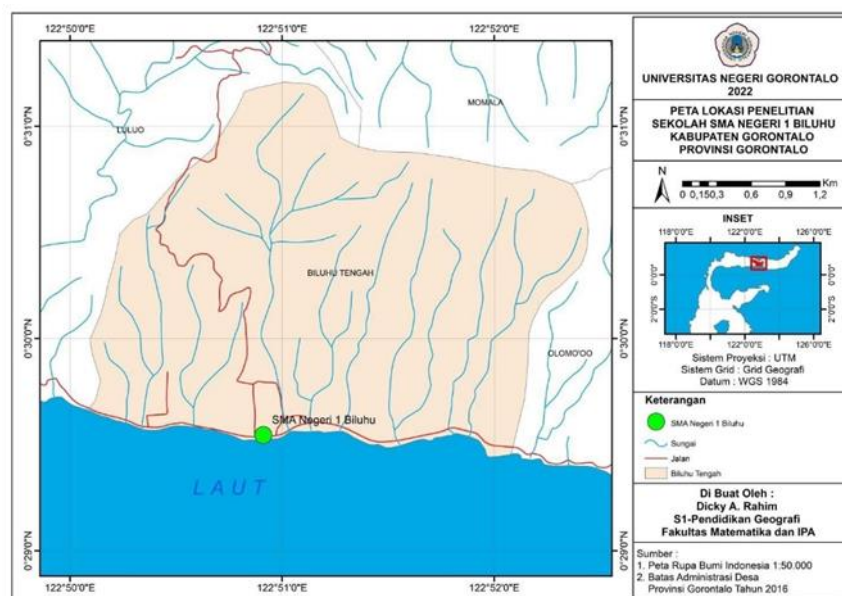 122°50'0"E
122°51'0"E
122°52'0"E
0°31'0"N
0°30'0"N
0°29'0"N
LULUO
MOMALA
BILUHU TENGAH
OLOMO'OO
SMA Negeri 1 Biluhu
LAUT
0°31'0"N
0°30'0"N
0°29'0"N
122°50'0"E
122°51'0"E
122°52'0"E
UNIVERSITAS NEGERI GORONTALO
2022
PETA LOKASI PENELITIAN
SEKOLAH SMA NEGERI 1 BILUHU
KABUPATEN GORONTALO
PROVINSI GORONTALO
N
Km
0 0,150,3 0,6 0,9 1,2
INSET
118°0'0"E 122°0'0"E 126°0'0"E
0°0'0" 0°0'0"
2°0'0"S 2°0'0"S
118°0'0"E 122°0'0"E 126°0'0"E
Sistem Proyeksi : UTM
Sistem Grid : Grid Geografi
Datum : WGS 1984
Keterangan
SMA Negeri 1 Biluhu
Sungai
Jalan
Biluhu Tengah
Di Buat Oleh :
Dicky A. Rahim
S1-Pendidikan Geografi
Fakultas Matematika dan IPA
Sumber :
1. Peta Rupa Bumi Indonesia 1:50.000
2. Batas Administrasi Desa
Provinsi Gorontalo Tahun 2016